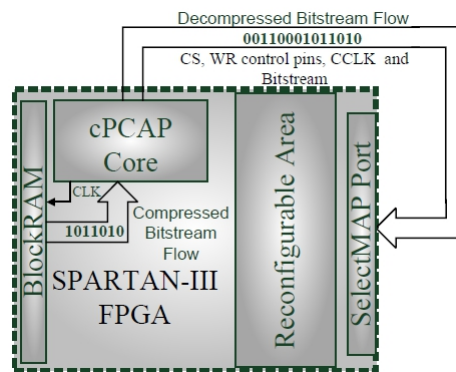 Decompressed Bitstream Flow
00110001011010
CS, WR control pins, CCLK and
Bitstream
cPCAP
Core
BlockRAM
CLK
1011010
Compressed
Bitstream
Flow
SPARTAN-III
FPGA
Reconfigurable Area
SelectMAP Port